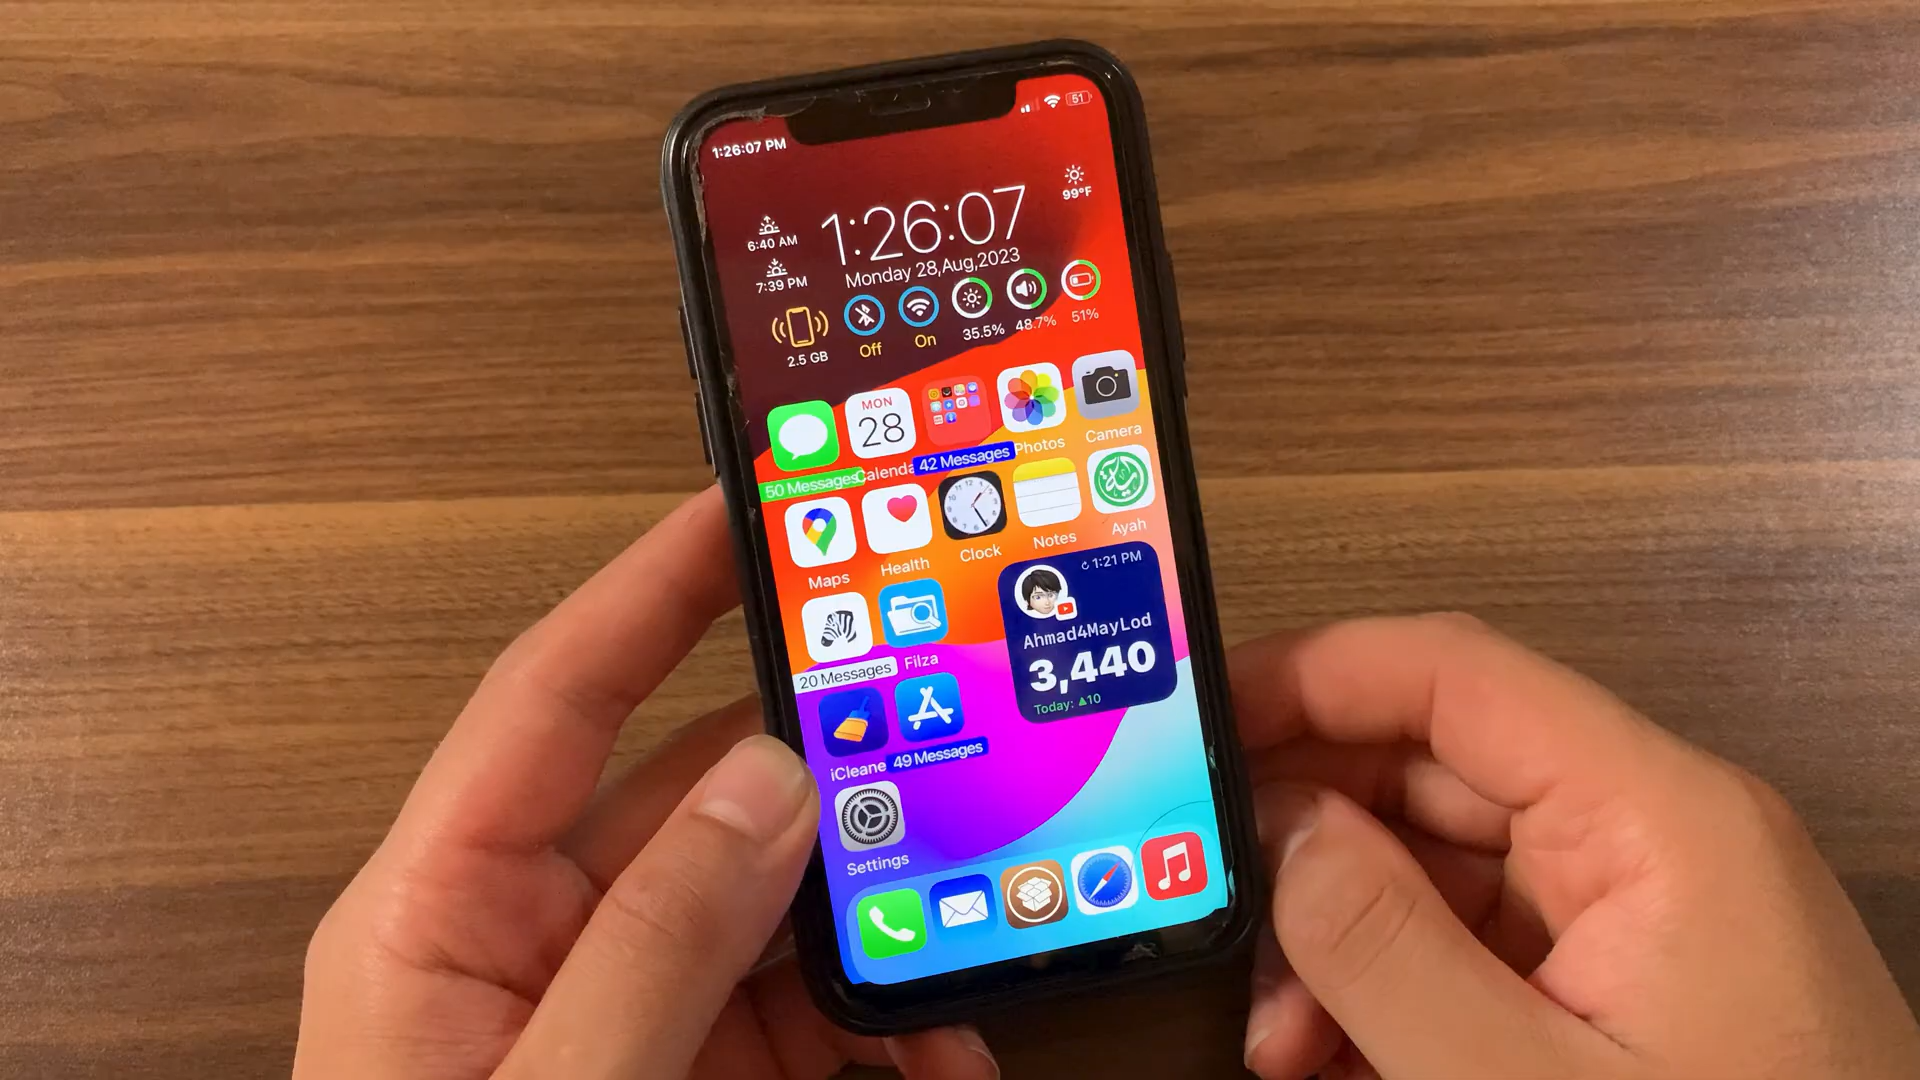 1:26:07 PM
51
99°F
6:40 AM
1:26:07
7:39 PM
Monday 28,Aug,2023
2.5 GB
Off
On
35.5%
48.7%
51%
MON
28
50 Messages
Calenda
42 Messages
Photos
Camera
Maps
Health
Clock
Notes
Ayah
آية
1:21 PM
Ahmad4MayLod
3,440
Today: ▲10
20 Messages
Filza
iCleane
49 Messages
Settings